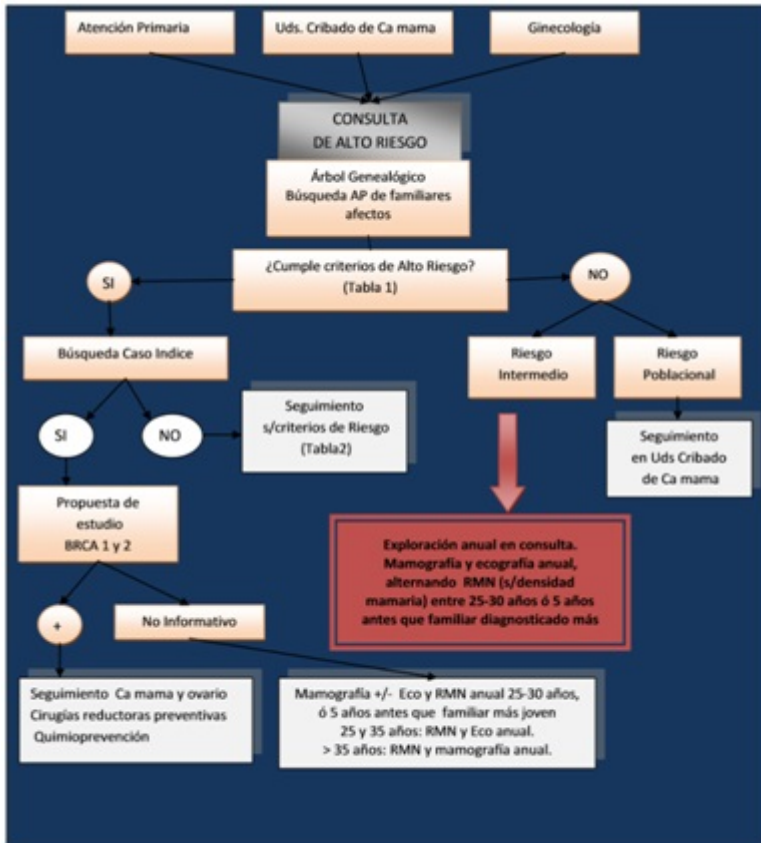 Atención Primaria
Uds. Cribado de Ca mama
Ginecología
CONSULTA
DE ALTO RIESGO
Árbol Genealógico
Búsqueda AP de familiares
afectos
¿Cumple criterios de Alto Riesgo?
(Tabla 1)
SI
NO
Búsqueda Caso Indice
Riesgo
Intermedio
Riesgo
Poblacional
SI
NO
Seguimiento
s/criterios de Riesgo
(Tabla2)
Seguimiento
en Uds Cribado
de Ca mama
Propuesta de
estudio
BRCA 1 y 2
Exploración anual en consulta.
Mamografía y ecografía anual,
alternando RMN (s/densidad
mamaria) entre 25-30 años ó 5 años
antes que familiar diagnosticado más
+
No Informativo
Seguimiento Ca mama y ovario
Cirugías reductoras preventivas
Quimioprevención
Mamografía +/- Eco y RMN anual 25-30 años,
ó 5 años antes que familiar más joven
25 y 35 años: RMN y Eco anual.
> 35 años: RMN y mamografía anual.